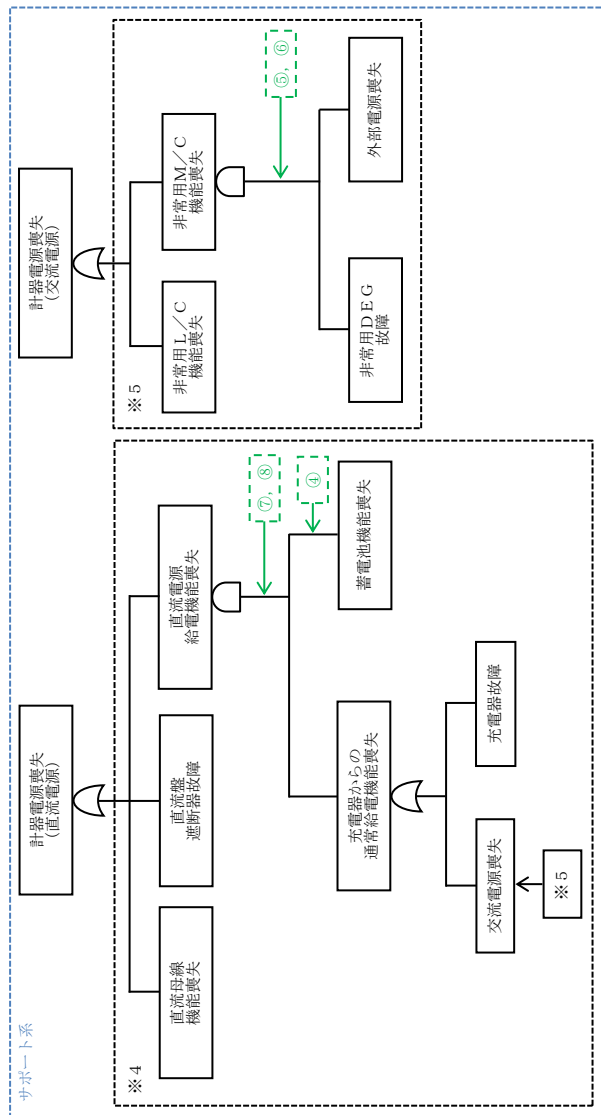 サポート系
※4
計器電源喪失
(直流電源)
直流母線
機能喪失
直流盤
遮断器故障
直流電源
給電機能喪失
⑦，⑧
④
充電器からの
通常給電機能喪失
蓄電池機能喪失
交流電源喪失
充電器故障
※5
計器電源喪失
(交流電源)
※5
非常用Ｌ／Ｃ
機能喪失
非常用Ｍ／Ｃ
機能喪失
⑤，⑥
非常用ＤＥＧ
故障
外部電源喪失